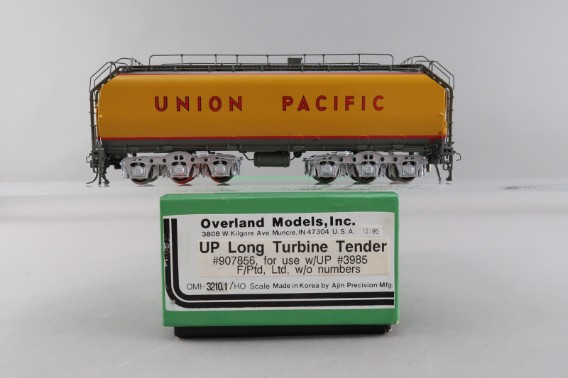 UNION PACIFIC
Overland Models, Inc.
3808 W. Kilgore Ave. Muncie, IN 47304 U.S.A. 12/95
UP Long Turbine Tender
#907856, for use w/UP #3985
F/Ptd, Ltd, w/o numbers
OMI-3210.1/HO Scale Made in Korea by Ajin Precision Mfg.